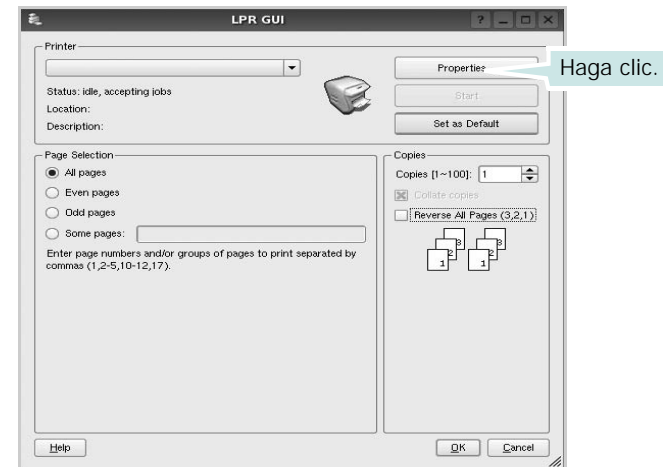 LPR GUI
Printer
Properties
Haga clic.
Status: idle, accepting jobs
Start
Location:
Description:
Set as Default
Page Selection
All pages
Even pages
Odd pages
Some pages:
Enter page numbers and/or groups of pages to print separated by
commas (1,2-5,10-12,17).
Copies
Copies [1~100]: 1
Collate copies
Reverse All Pages (3,2,1)
3 3
2 2
1 1
Help
OK
Cancel